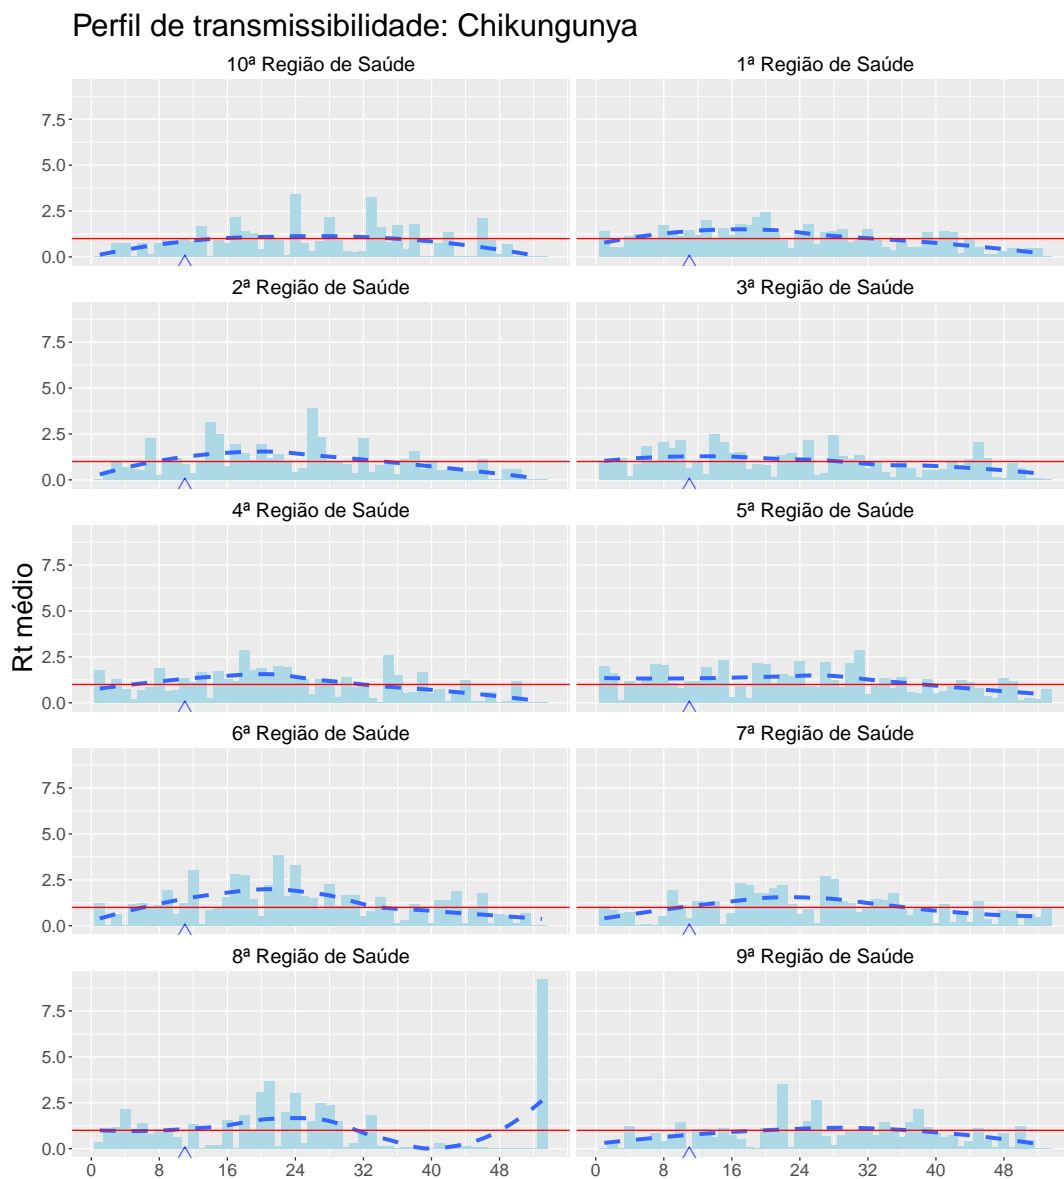 Perfil de transmissibilidade: Chikungunya
10ª Região de Saúde
1ª Região de Saúde
7.5
5.0
2.5
0.0
2ª Região de Saúde
3ª Região de Saúde
7.5
5.0
2.5
0.0
4ª Região de Saúde
5ª Região de Saúde
7.5
5.0
2.5
0.0
Rt médio
6ª Região de Saúde
7ª Região de Saúde
7.5
5.0
2.5
0.0
8ª Região de Saúde
9ª Região de Saúde
7.5
5.0
2.5
0.0
0 8 16 24 32 40 48 0 8 16 24 32 40 48